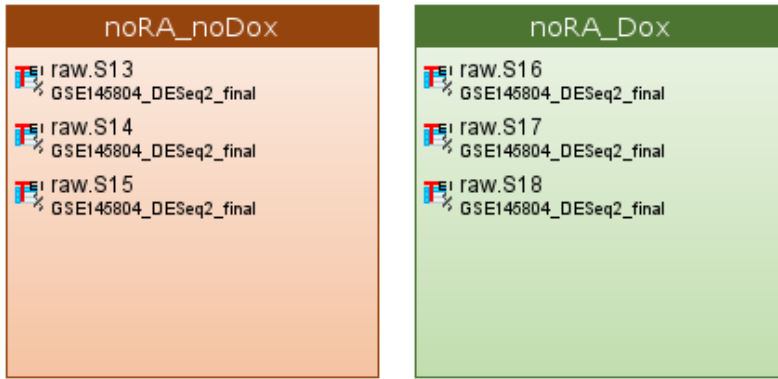 noRA_noDox
raw.S13
GSE145804_DESeq2_final
raw.S14
GSE145804_DESeq2_final
raw.S15
GSE145804_DESeq2_final
noRA_Dox
raw.S16
GSE145804_DESeq2_final
raw.S17
GSE145804_DESeq2_final
raw.S18
GSE145804_DESeq2_final